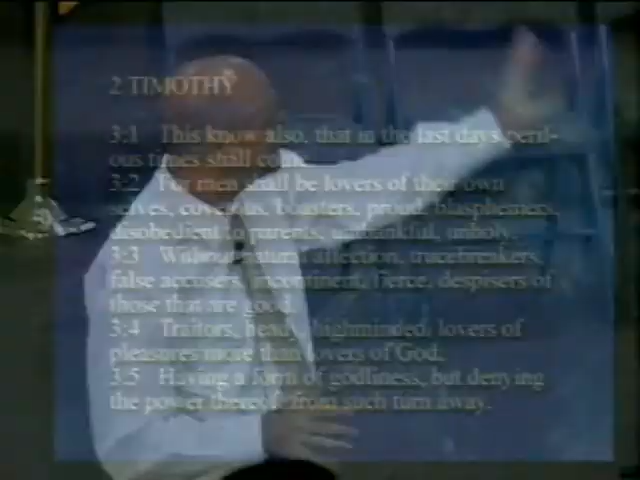 2 TIMOTHY
3:1 This know also, that in the last days peril-
ous times shall come.
3:2 For men shall be lovers of their own
selves, covetous, boasters, proud, blasphemers,
disobedient to parents, unthankful, unholy,
3:3 Without natural affection, trucebreakers,
false accusers, incontinent, fierce, despisers of
those that are good,
3:4 Traitors, heady, highminded, lovers of
pleasures more than lovers of God.
3:5 Having a form of godliness, but denying
the power thereof: from such turn away.